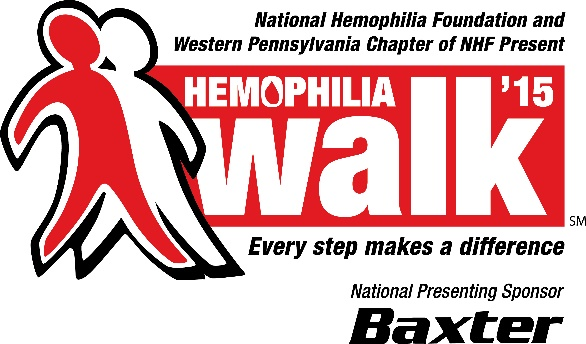 National Hemophilia Foundation and
Western Pennsylvania Chapter of NHF Present
HEMOPHILIA '15
walk
SM
Every step makes a difference
National Presenting Sponsor
Baxter